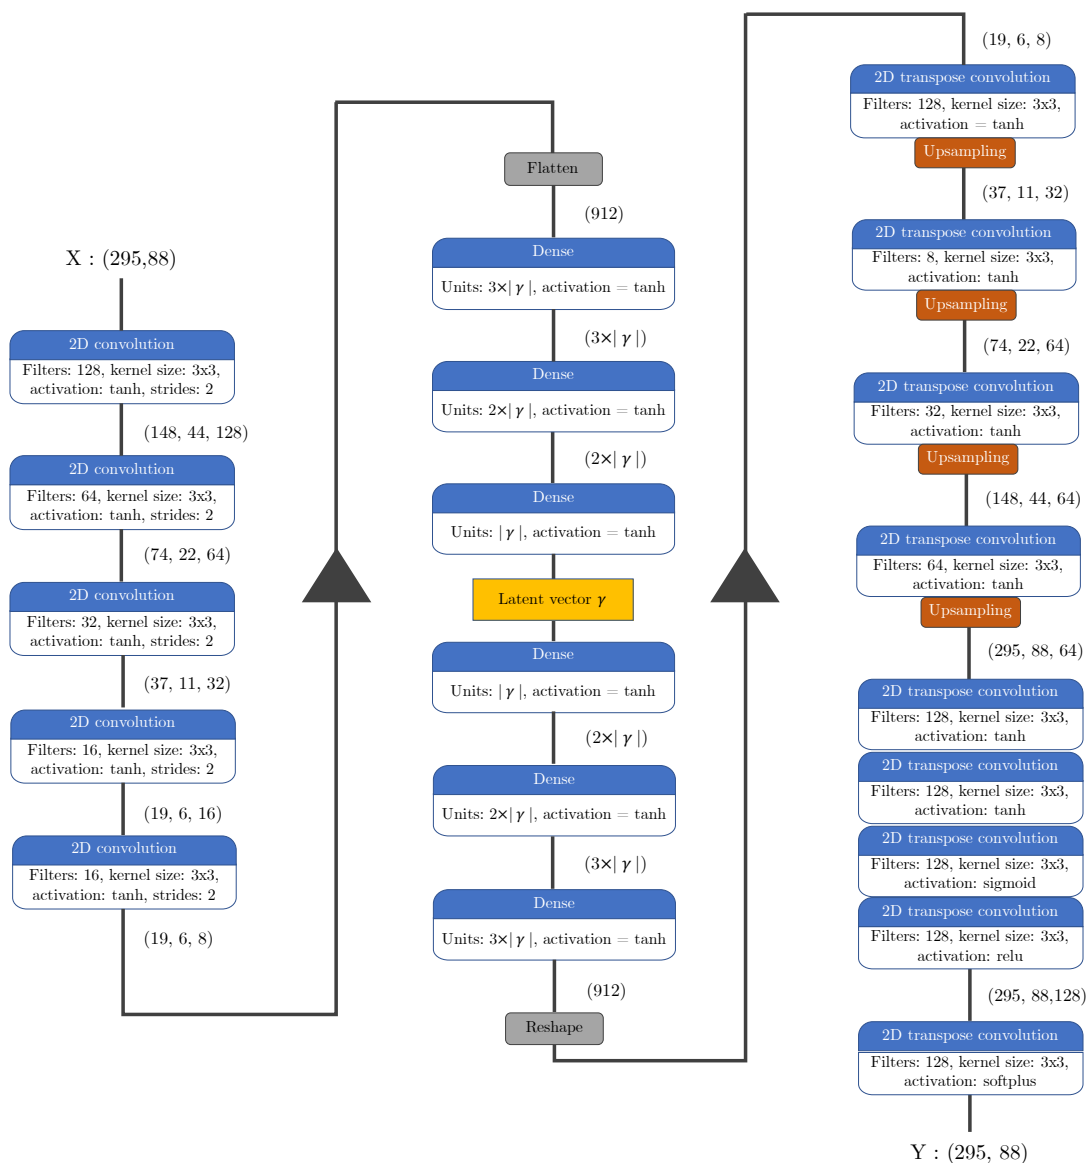 X : (295,88)
2D convolution
Filters: 128, kernel size: 3x3,
activation: tanh, strides: 2
(148, 44, 128)
2D convolution
Filters: 64, kernel size: 3x3,
activation: tanh, strides: 2
(74, 22, 64)
2D convolution
Filters: 32, kernel size: 3x3,
activation: tanh, strides: 2
(37, 11, 32)
2D convolution
Filters: 16, kernel size: 3x3,
activation: tanh, strides: 2
(19, 6, 16)
2D convolution
Filters: 16, kernel size: 3x3,
activation: tanh, strides: 2
(19, 6, 8)
Flatten
(912)
Dense
Units: 3×| γ |, activation = tanh
(3×| γ |)
Dense
Units: 2×| γ |, activation = tanh
(2×| γ |)
Dense
Units: | γ |, activation = tanh
Latent vector γ
Dense
Units: | γ |, activation = tanh
(2×| γ |)
Dense
Units: 2×| γ |, activation = tanh
(3×| γ |)
Dense
Units: 3×| γ |, activation = tanh
(912)
Reshape
(19, 6, 8)
2D transpose convolution
Filters: 128, kernel size: 3x3,
activation = tanh
Upsampling
(37, 11, 32)
2D transpose convolution
Filters: 8, kernel size: 3x3,
activation: tanh
Upsampling
(74, 22, 64)
2D transpose convolution
Filters: 32, kernel size: 3x3,
activation: tanh
Upsampling
(148, 44, 64)
2D transpose convolution
Filters: 64, kernel size: 3x3,
activation: tanh
Upsampling
(295, 88, 64)
2D transpose convolution
Filters: 128, kernel size: 3x3,
activation: tanh
2D transpose convolution
Filters: 128, kernel size: 3x3,
activation: tanh
2D transpose convolution
Filters: 128, kernel size: 3x3,
activation: sigmoid
2D transpose convolution
Filters: 128, kernel size: 3x3,
activation: relu
(295, 88,128)
2D transpose convolution
Filters: 128, kernel size: 3x3,
activation: softplus
Y : (295, 88)